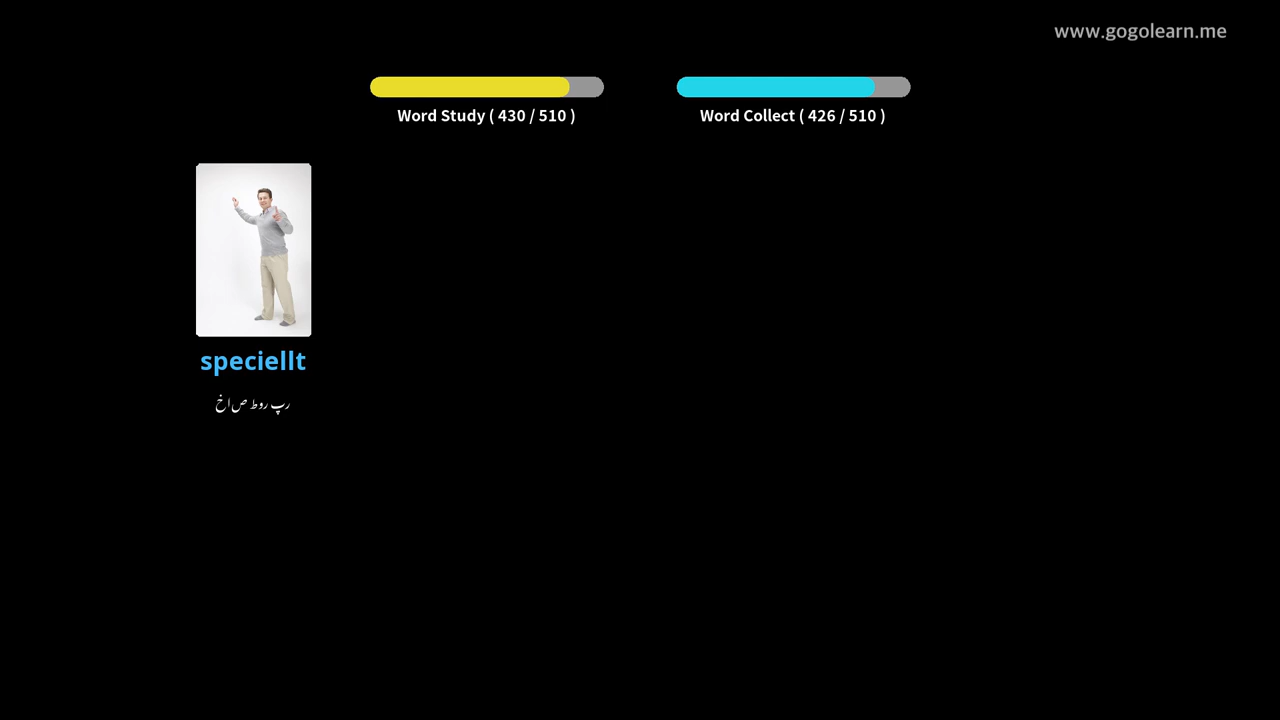 www.gogolearn.me
Word Study ( 430 / 510 )
Word Collect ( 426 / 510 )
speciellt
رپ روط صاخ